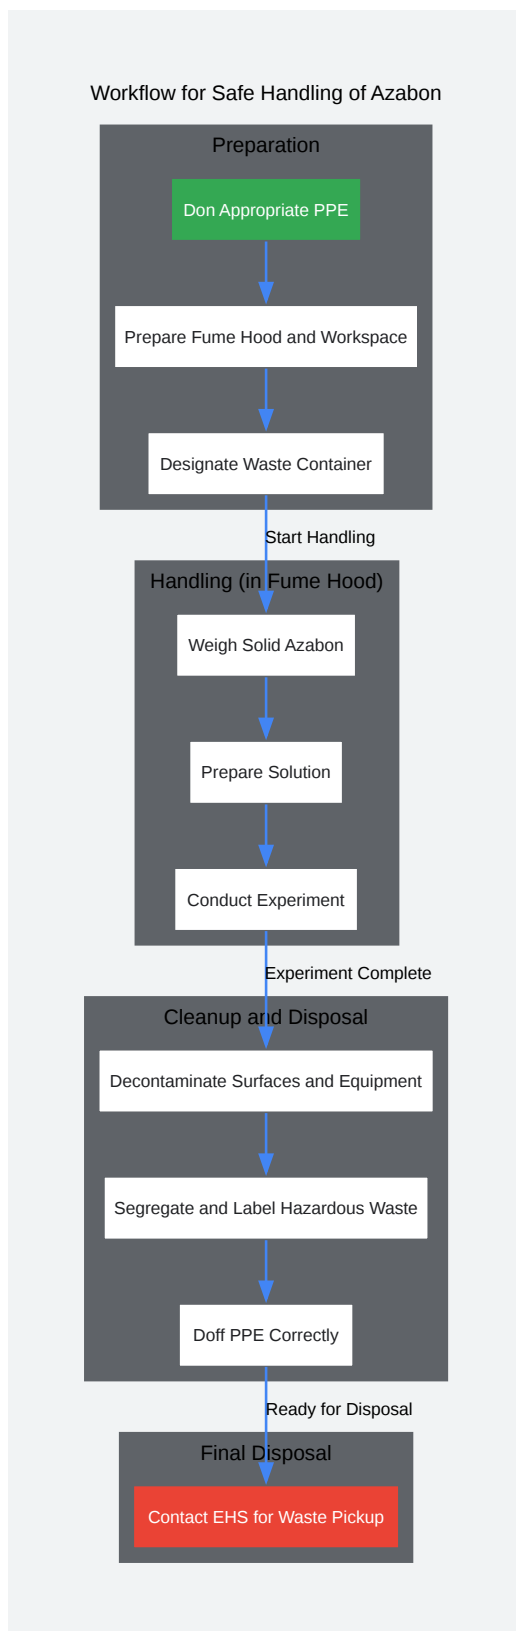 Workflow for Safe Handling of Azabon
Preparation
Don Appropriate PPE
Prepare Fume Hood and Workspace
Designate Waste Container
Start Handling
Handling (in Fume Hood)
Weigh Solid Azabon
Prepare Solution
Conduct Experiment
Experiment Complete
Cleanup and Disposal
Decontaminate Surfaces and Equipment
Segregate and Label Hazardous Waste
Doff PPE Correctly
Ready for Disposal
Final Disposal
Contact EHS for Waste Pickup